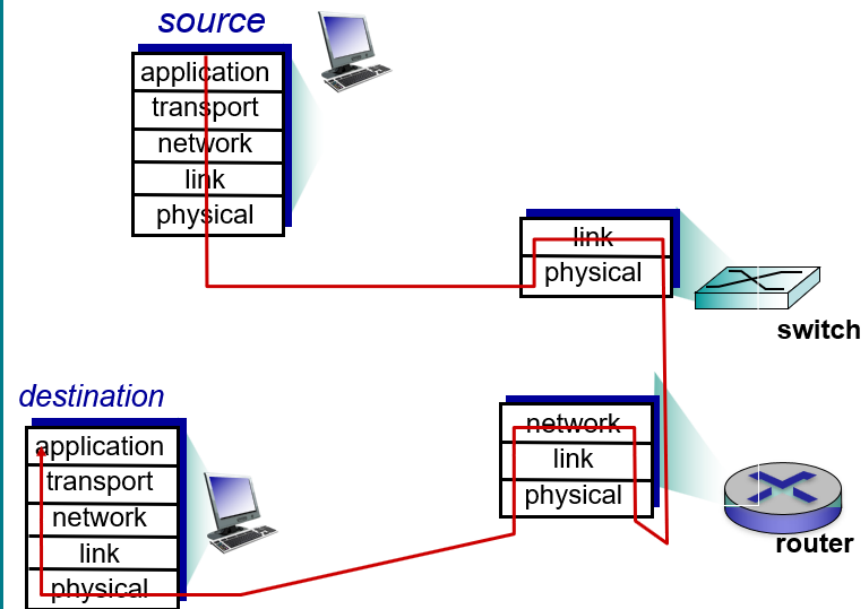 source
application
transport
network
link
physical
link
physical
switch
destination
application
transport
network
link
physical
network
link
physical
router